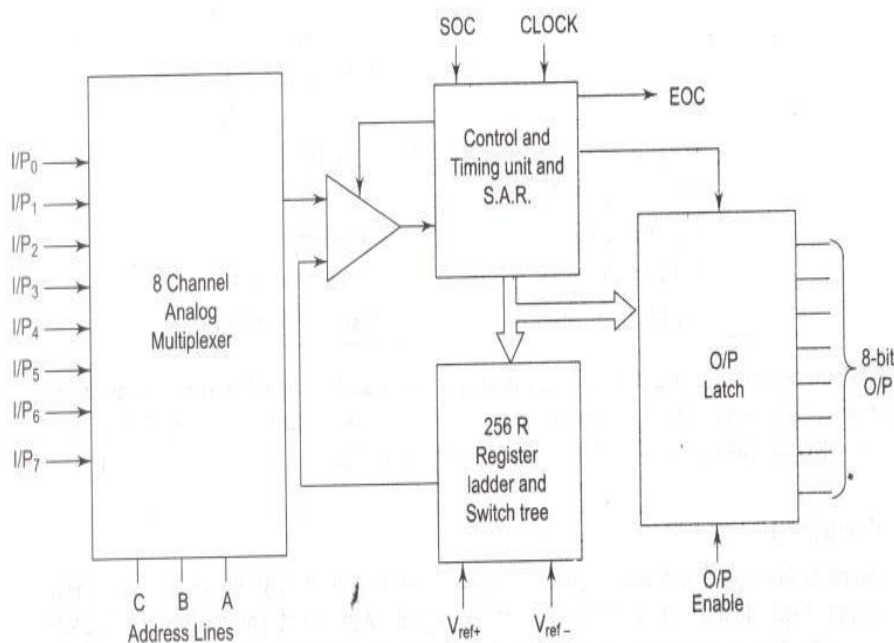 SOC
CLOCK
EOC
Control and
Timing unit and
S.A.R.
I/P0
I/P1
I/P2
I/P3
I/P4
I/P5
I/P6
I/P7
8 Channel
Analog
Multiplexer
O/P
Latch
8-bit
O/P
256 R
Register
ladder and
Switch tree
C B A
Address Lines
Vref+
Vref –
O/P
Enable